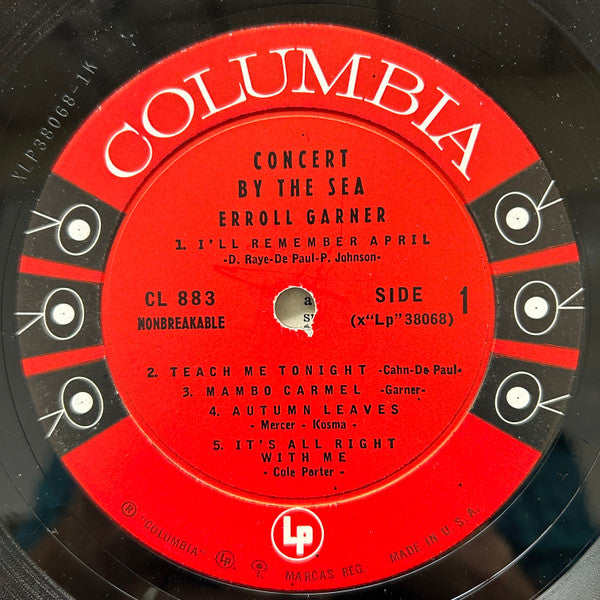 XLP38068-1K
COLUMBIA
CONCERT
BY THE SEA
ERROLL GARNER
1. I'LL REMEMBER APRIL
-D. Raye-De Paul-P. Johnson-
CL 883
NONBREAKABLE
SIDE 1
(x"Lp"38068)
2. TEACH ME TONIGHT -Cahn-De Paul-
3. MAMBO CARMEL -Garner-
4. AUTUMN LEAVES
- Mercer - Kosma -
5. IT'S ALL RIGHT
WITH ME
- Cole Porter -
Lp
® "COLUMBIA" Lp MARCAS REG. MADE IN U.S.A.